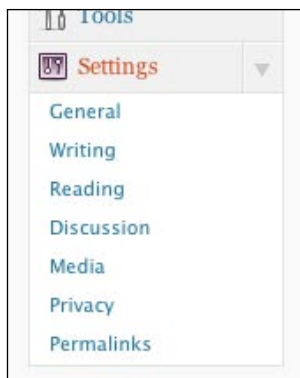 Tools
Settings
General
Writing
Reading
Discussion
Media
Privacy
Permalinks